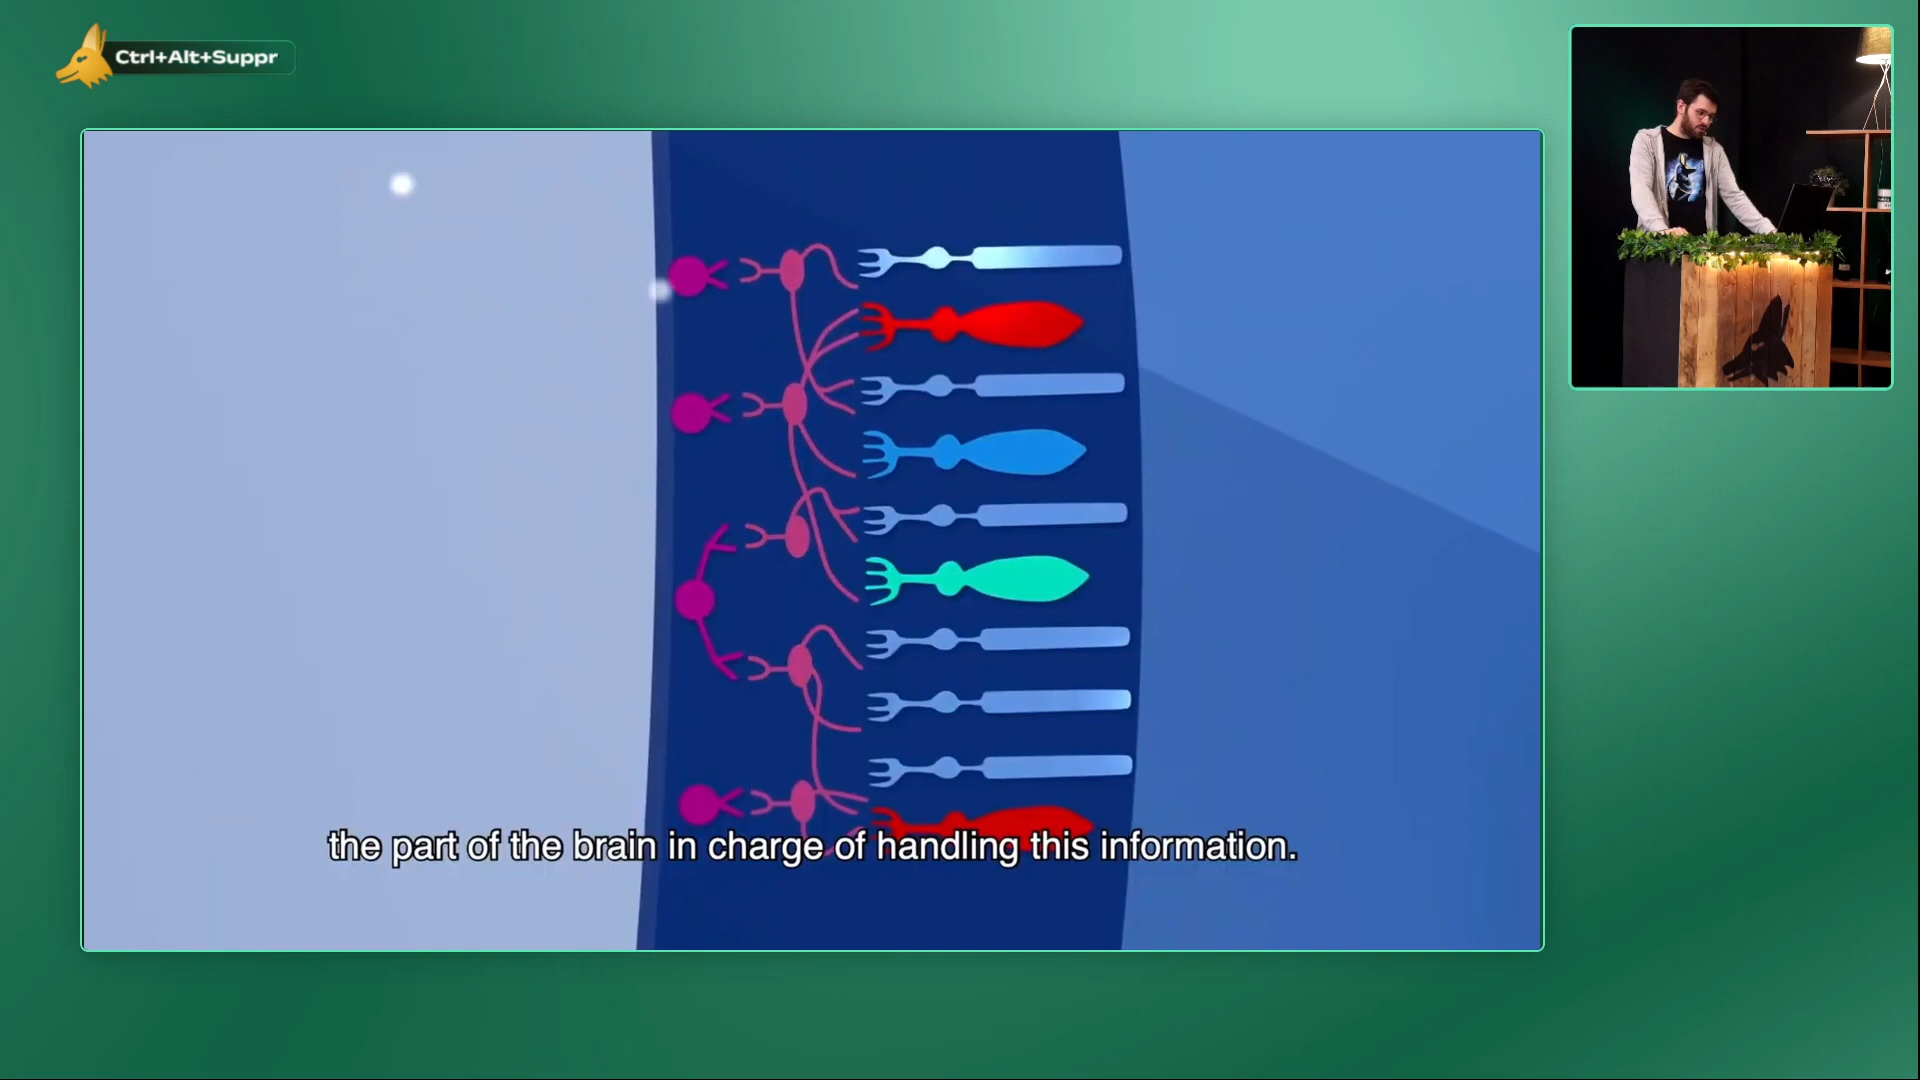 Ctrl+Alt+Suppr
the part of the brain in charge of handling this information.